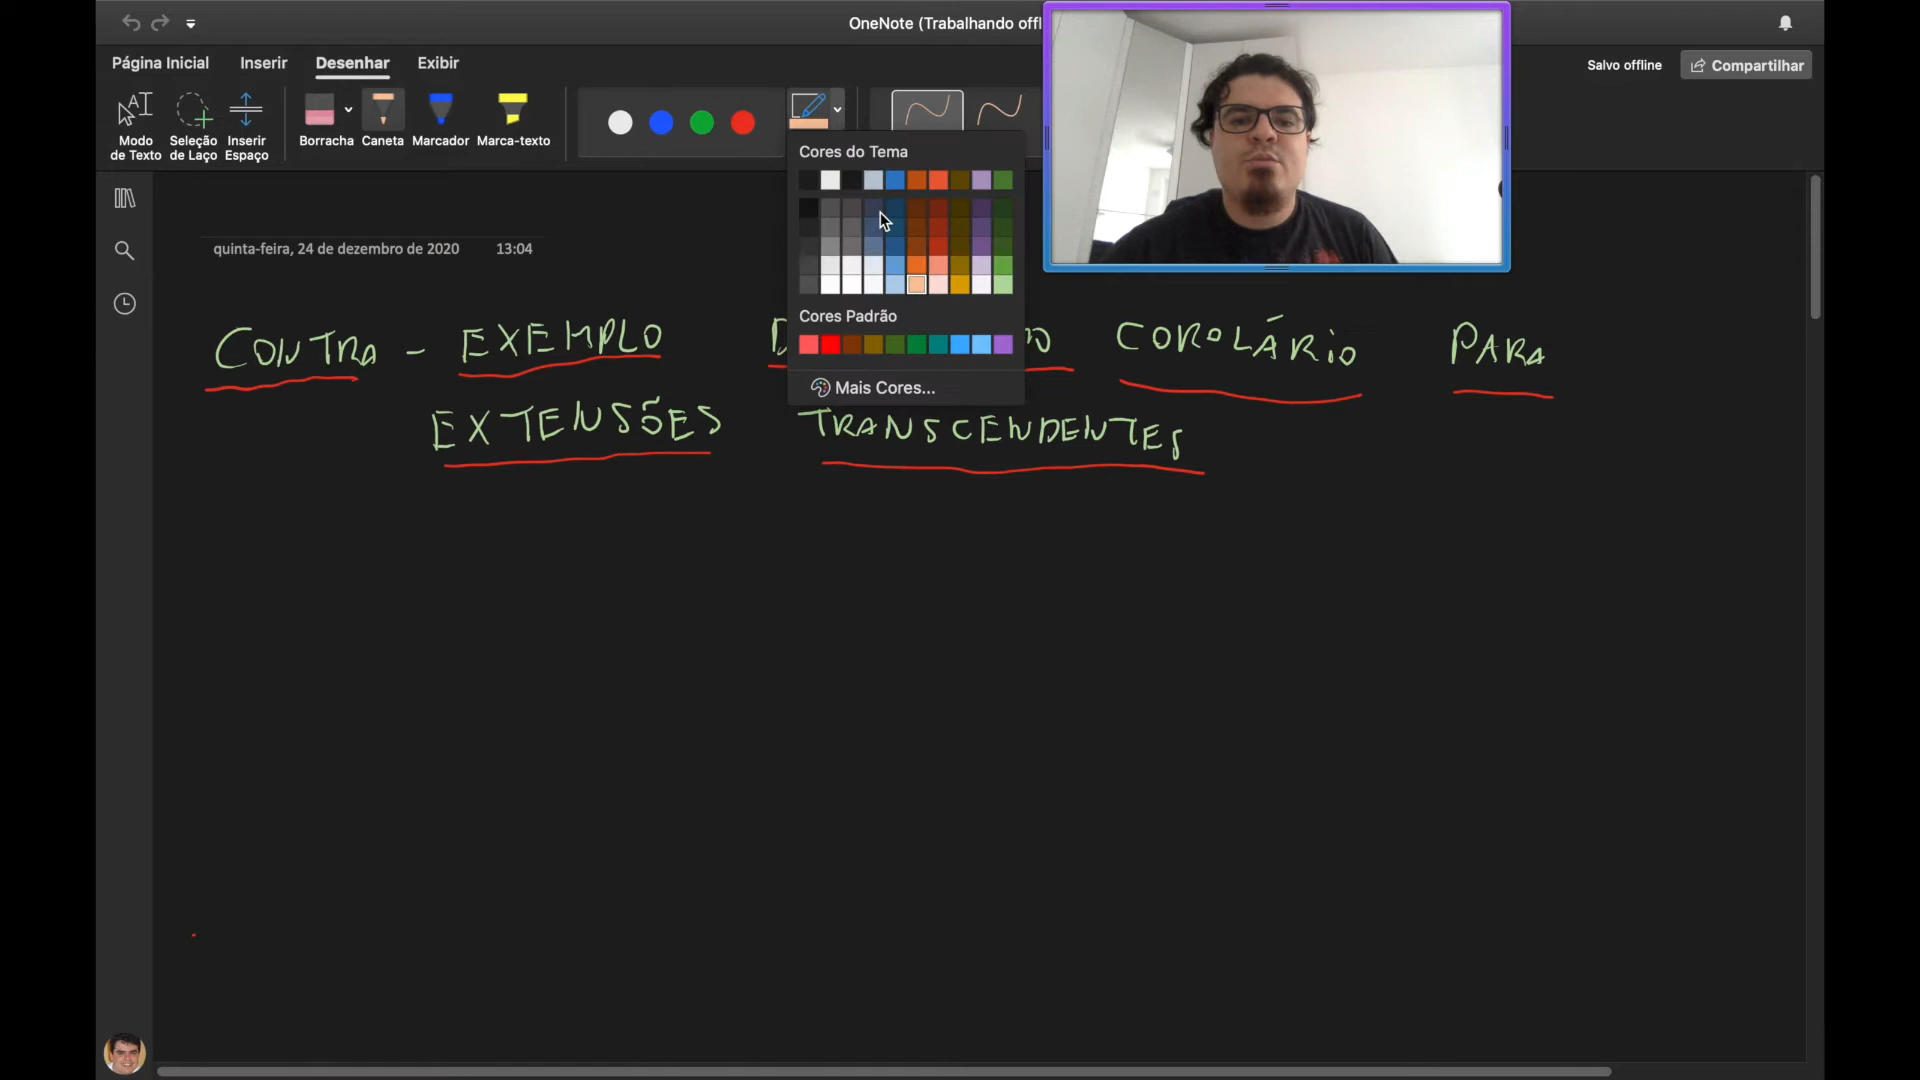 OneNote (Trabalhando offl
Página Inicial Inserir Desenhar Exibir
Salvo offline Compartilhar
Modo de Texto
Seleção de Laço
Inserir Espaço
Borracha
Caneta
Marcador
Marca-texto
Cores do Tema
Cores Padrão
Mais Cores...
quinta-feira, 24 de dezembro de 2020 13:04
CONTRA - EXEMPLO COROLÁRIO PARA
EXTENSÕES TRANSCENDENTES